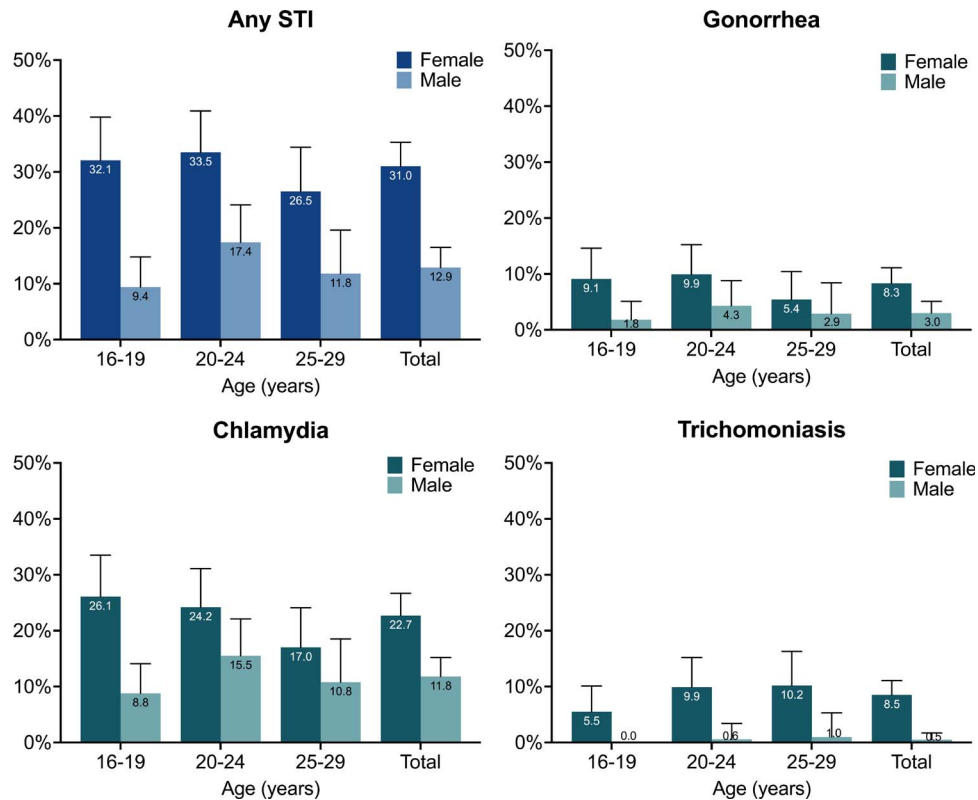 Any STI
Female
Male
50%
40%
30%
20%
10%
0%
32.1
9.4
33.5
17.4
26.5
11.8
31.0
12.9
16-19 20-24 25-29 Total
Age (years)
Gonorrhea
Female
Male
50%
40%
30%
20%
10%
0%
9.1
1.8
9.9
4.3
5.4
2.9
8.3
3.0
16-19 20-24 25-29 Total
Age (years)
Chlamydia
Female
Male
50%
40%
30%
20%
10%
0%
26.1
8.8
24.2
15.5
17.0
10.8
22.7
11.8
16-19 20-24 25-29 Total
Age (years)
Trichomoniasis
Female
Male
50%
40%
30%
20%
10%
0%
5.5
0.0
9.9
0.6
10.2
1.0
8.5
0.5
16-19 20-24 25-29 Total
Age (years)